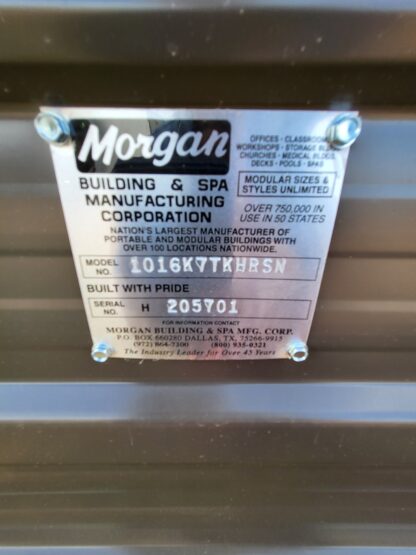 Morgan
OFFICES - CLASSROOMS
WORKSHOPS - STORAGE BLDGS
CHURCHES - MEDICAL BLDGS
DECKS - POOLS - SPAS
BUILDING & SPA
MANUFACTURING
CORPORATION
MODULAR SIZES &
STYLES UNLIMITED
OVER 750,000 IN
USE IN 50 STATES
NATION'S LARGEST MANUFACTURER OF
PORTABLE AND MODULAR BUILDINGS WITH
OVER 100 LOCATIONS NATIONWIDE.
MODEL NO. 1016K7TKHRSN
BUILT WITH PRIDE
SERIAL NO. H 205701
FOR INFORMATION CONTACT
MORGAN BUILDING & SPA MFG. CORP.
P.O. BOX 660280 DALLAS, TX. 75266-9915
(972) 864-7300 (800) 935-0321
The Industry Leader for Over 45 Years